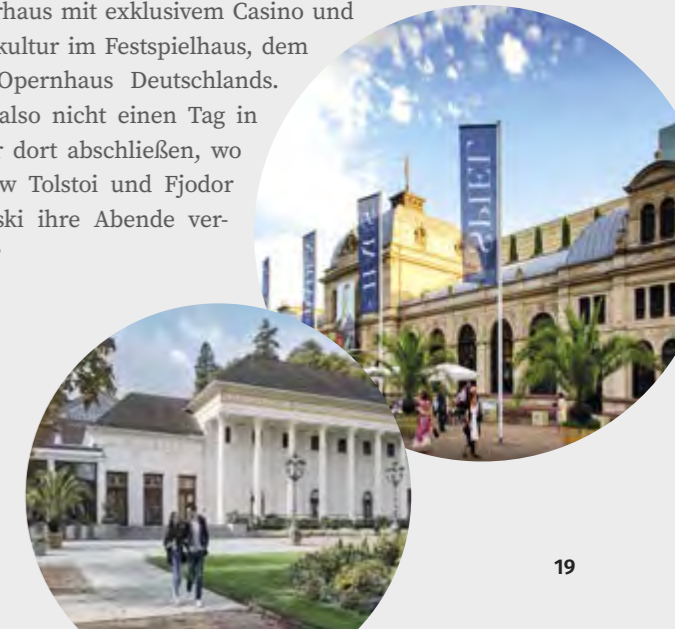 rhaus mit exklusivem Casino und
kultur im Festspielhaus, dem
Opernhaus Deutschlands.
also nicht einen Tag in
r dort abschließen, wo
w Tolstoi und Fjodor
ski ihre Abende ver-
19